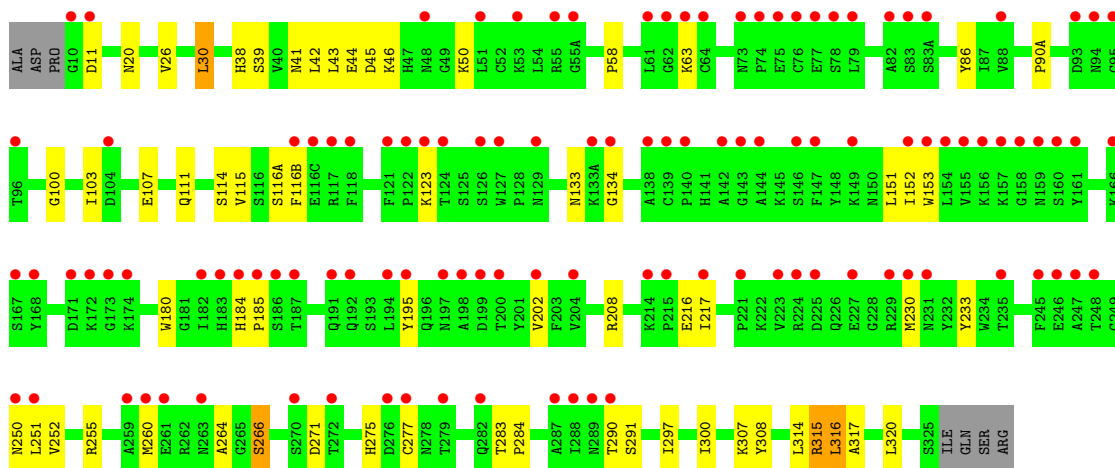 ALA ASP PRO G10 D11 N20 V26 L30 H38 S39 V40 N41 L42 L43 E44 D45 K46 H47 N48 G49 K50 L51 C52 K53 L54 R55 G55A P58 L61 G62 K63 C64 N73 P74 E75 C76 E77 S78 L79 A82 S83 S83A Y86 I87 V88 P90A D93 N94 G95
T96 G100 I103 D104 E107 Q111 S114 V115 S116 S116A F116B E116C R117 F118 F121 P122 K123 T124 S125 S126 W127 P128 N129 N133 K133A G134 A138 C139 P140 H141 A142 G143 A144 K145 S146 F147 Y148 K149 N150 L151 I152 W153 L154 V155 K156 K157 G158 N159 S160 Y161 K166
S167 Y168 D171 K172 G173 K174 W180 G181 I182 H183 H184 P185 S186 T187 Q191 Q192 S193 L194 Y195 Q196 N197 A198 D199 T200 Y201 V202 F203 V204 R208 K214 P215 E216 I217 P221 K222 V223 R224 D225 Q226 E227 G228 R229 M230 N231 Y232 Y233 W234 T235 F245 E246 A247 T248 G249
N250 L251 V252 R255 A259 M260 E261 R262 N263 A264 G265 S266 S270 D271 T272 H275 D276 C277 N278 T279 Q282 T283 P284 A287 I288 N289 T290 S291 I297 I300 K307 Y308 L314 R315 L316 A317 L320 S325 ILE GLN SER ARG